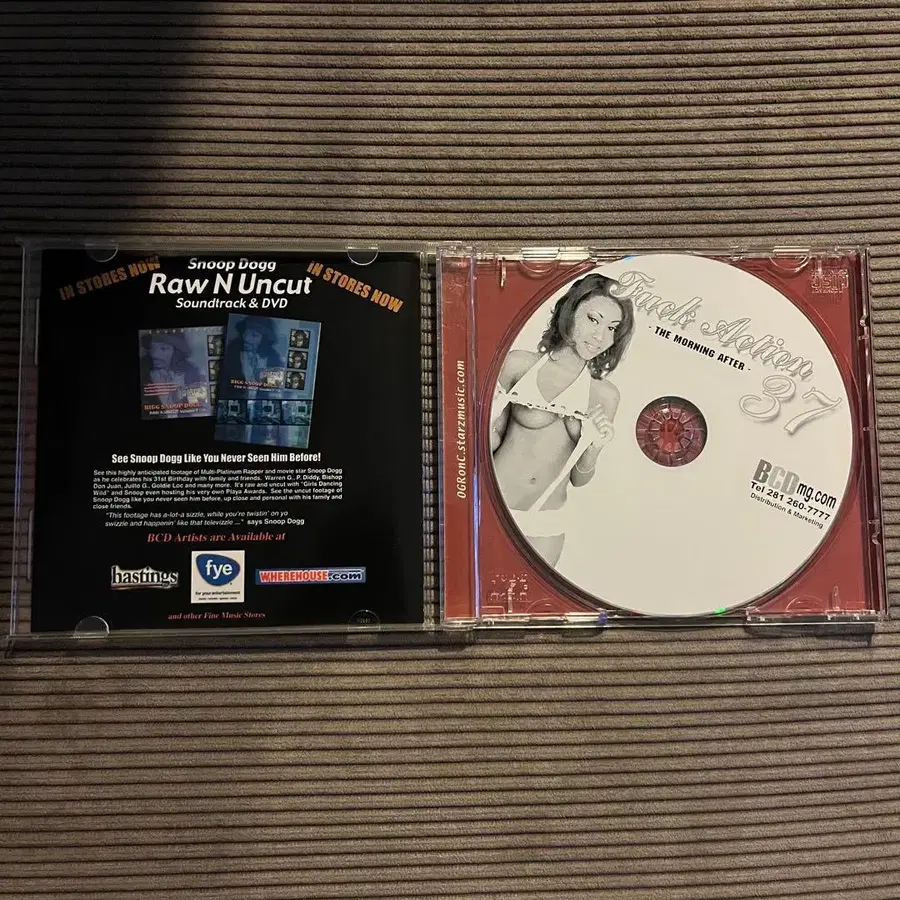 IN STORES NOW
Snoop Dogg
Raw N Uncut
Soundtrack & DVD
IN STORES NOW
BIGG SNOOP DOGG
See Snoop Dogg Like You Never Seen Him Before!
See this highly anticipated footage of Multi-Platinum Rapper and movie star Snoop Dogg
as he celebrates his 31st Birthday with family and friends. Warren G., P. Diddy, Bishop
Don Juan, Juilo G., Goldie Loc and many more. It's raw and uncut with "Girls Dancing
Wild" and Snoop even hosting his very own Playa Awards. See the uncut footage of
Snoop Dogg like you never seen him before, up close and personal with his family and
close friends.
"This footage has a-lot-a sizzle, while you're twistin' on yo
swizzle and happenin' like that televizzle ..." says Snoop Dogg
BCD Artists are Available at
hastings
fye
for your entertainment
WHEREHOUSE.com
and other Fine Music Stores
OGRonC.starzmusic.com
Fuck Action
- THE MORNING AFTER -
37
BCDmg.com
Tel 281 260-7777
Distribution & Marketing